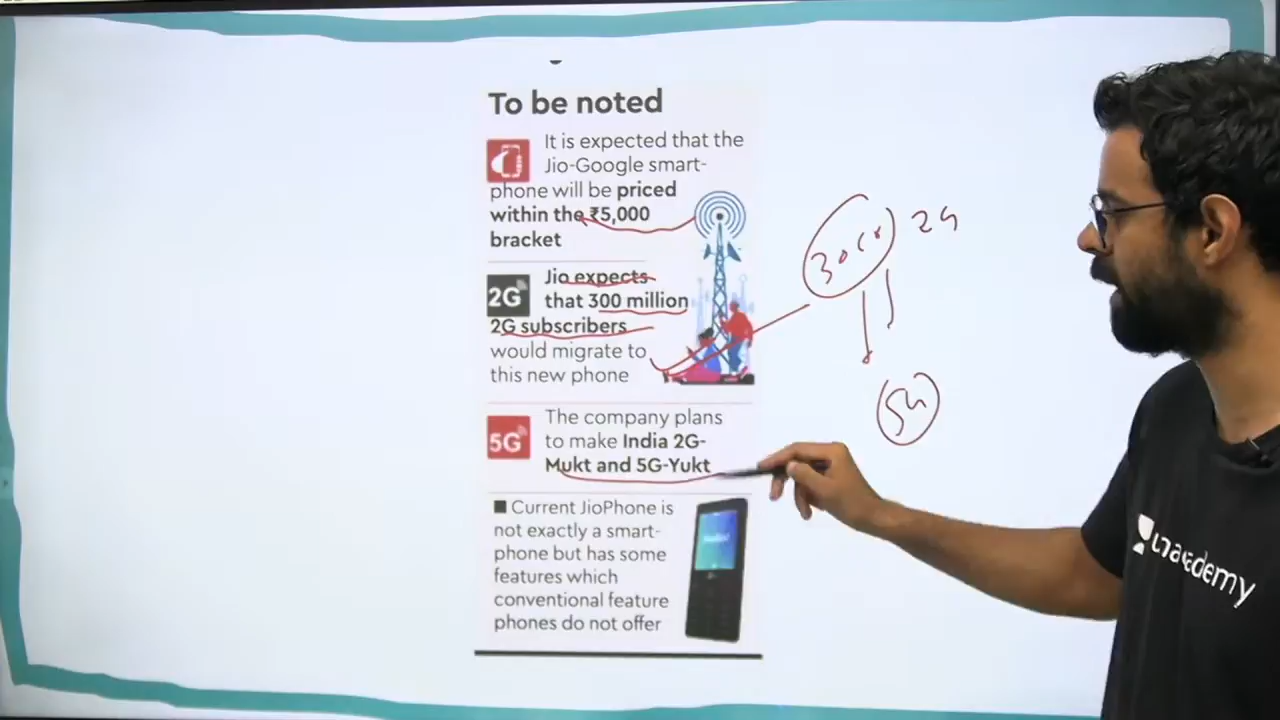 To be noted
It is expected that the
Jio-Google smart-
phone will be priced
within the ₹5,000
bracket
2G
Jio expects
that 300 million
2G subscribers
would migrate to
this new phone
5G
The company plans
to make India 2G-
Mukt and 5G-Yukt
■ Current JioPhone is
not exactly a smart-
phone but has some
features which
conventional feature
phones do not offer
30Cr 2G
5G
unacademy